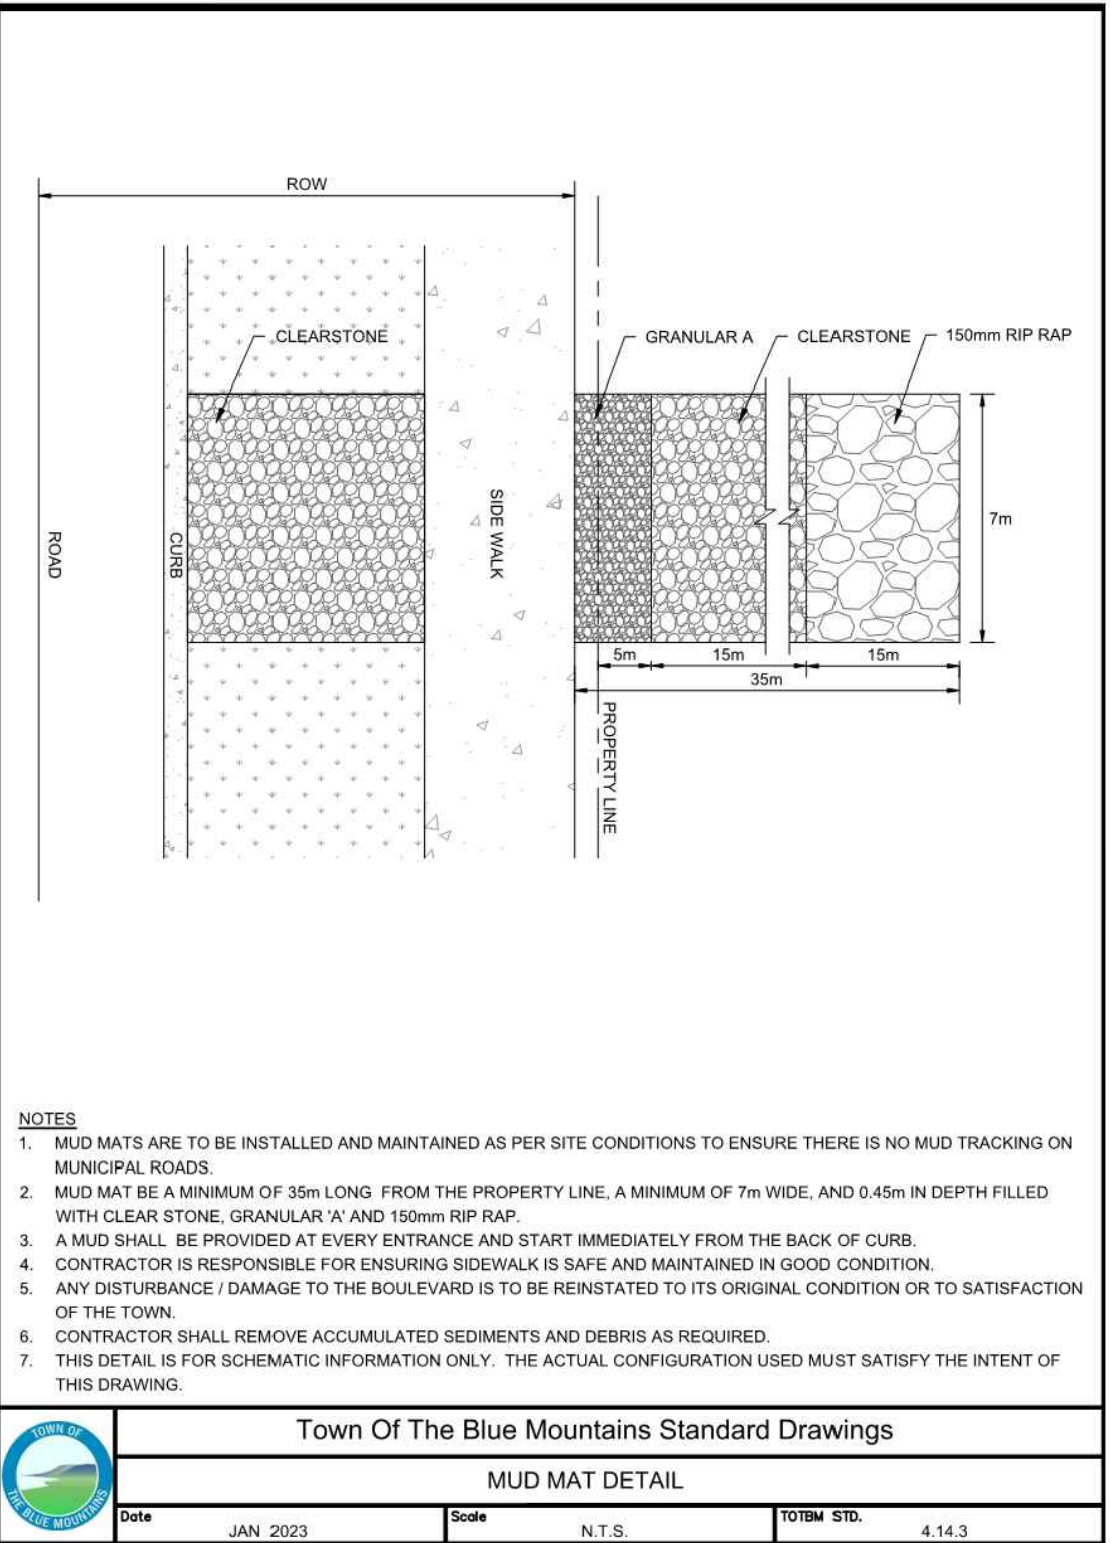 ROW
CLEARSTONE
GRANULAR A
CLEARSTONE
150mm RIP RAP
ROAD
CURB
SIDE WALK
7m
5m
15m
15m
35m
PROPERTY LINE
NOTES
1. MUD MATS ARE TO BE INSTALLED AND MAINTAINED AS PER SITE CONDITIONS TO ENSURE THERE IS NO MUD TRACKING ON
MUNICIPAL ROADS.
2. MUD MAT BE A MINIMUM OF 35m LONG FROM THE PROPERTY LINE, A MINIMUM OF 7m WIDE, AND 0.45m IN DEPTH FILLED
WITH CLEAR STONE, GRANULAR 'A' AND 150mm RIP RAP.
3. A MUD SHALL BE PROVIDED AT EVERY ENTRANCE AND START IMMEDIATELY FROM THE BACK OF CURB.
4. CONTRACTOR IS RESPONSIBLE FOR ENSURING SIDEWALK IS SAFE AND MAINTAINED IN GOOD CONDITION.
5. ANY DISTURBANCE / DAMAGE TO THE BOULEVARD IS TO BE REINSTATED TO ITS ORIGINAL CONDITION OR TO SATISFACTION
OF THE TOWN.
6. CONTRACTOR SHALL REMOVE ACCUMULATED SEDIMENTS AND DEBRIS AS REQUIRED.
7. THIS DETAIL IS FOR SCHEMATIC INFORMATION ONLY. THE ACTUAL CONFIGURATION USED MUST SATISFY THE INTENT OF
THIS DRAWING.
TOWN OF
THE BLUE MOUNTAINS
Town Of The Blue Mountains Standard Drawings
MUD MAT DETAIL
Date
JAN 2023
Scale
N.T.S.
TOTBM STD.
4.14.3